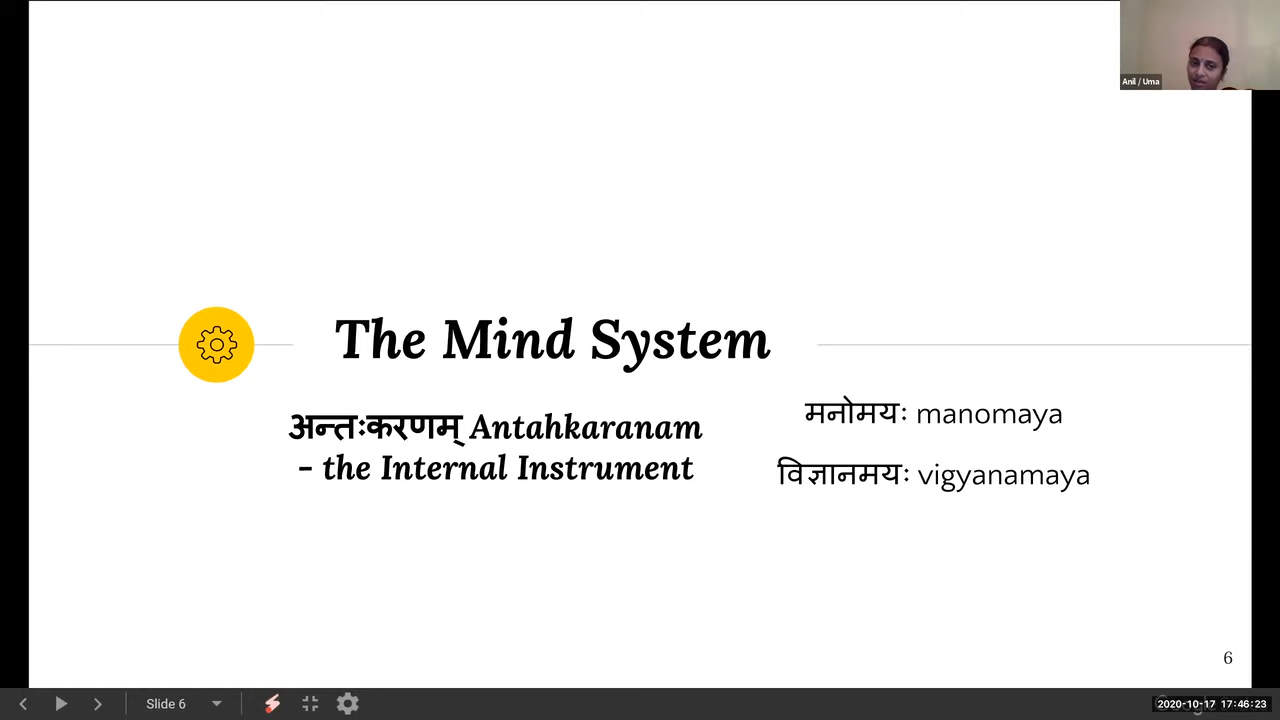 Anil / Uma
The Mind System
अन्तःकरणम् Antahkaranam
- the Internal Instrument
मनोमयः manomaya
विज्ञानमयः vigyanamaya
6
Slide 6
2020-10-17 17:46:23